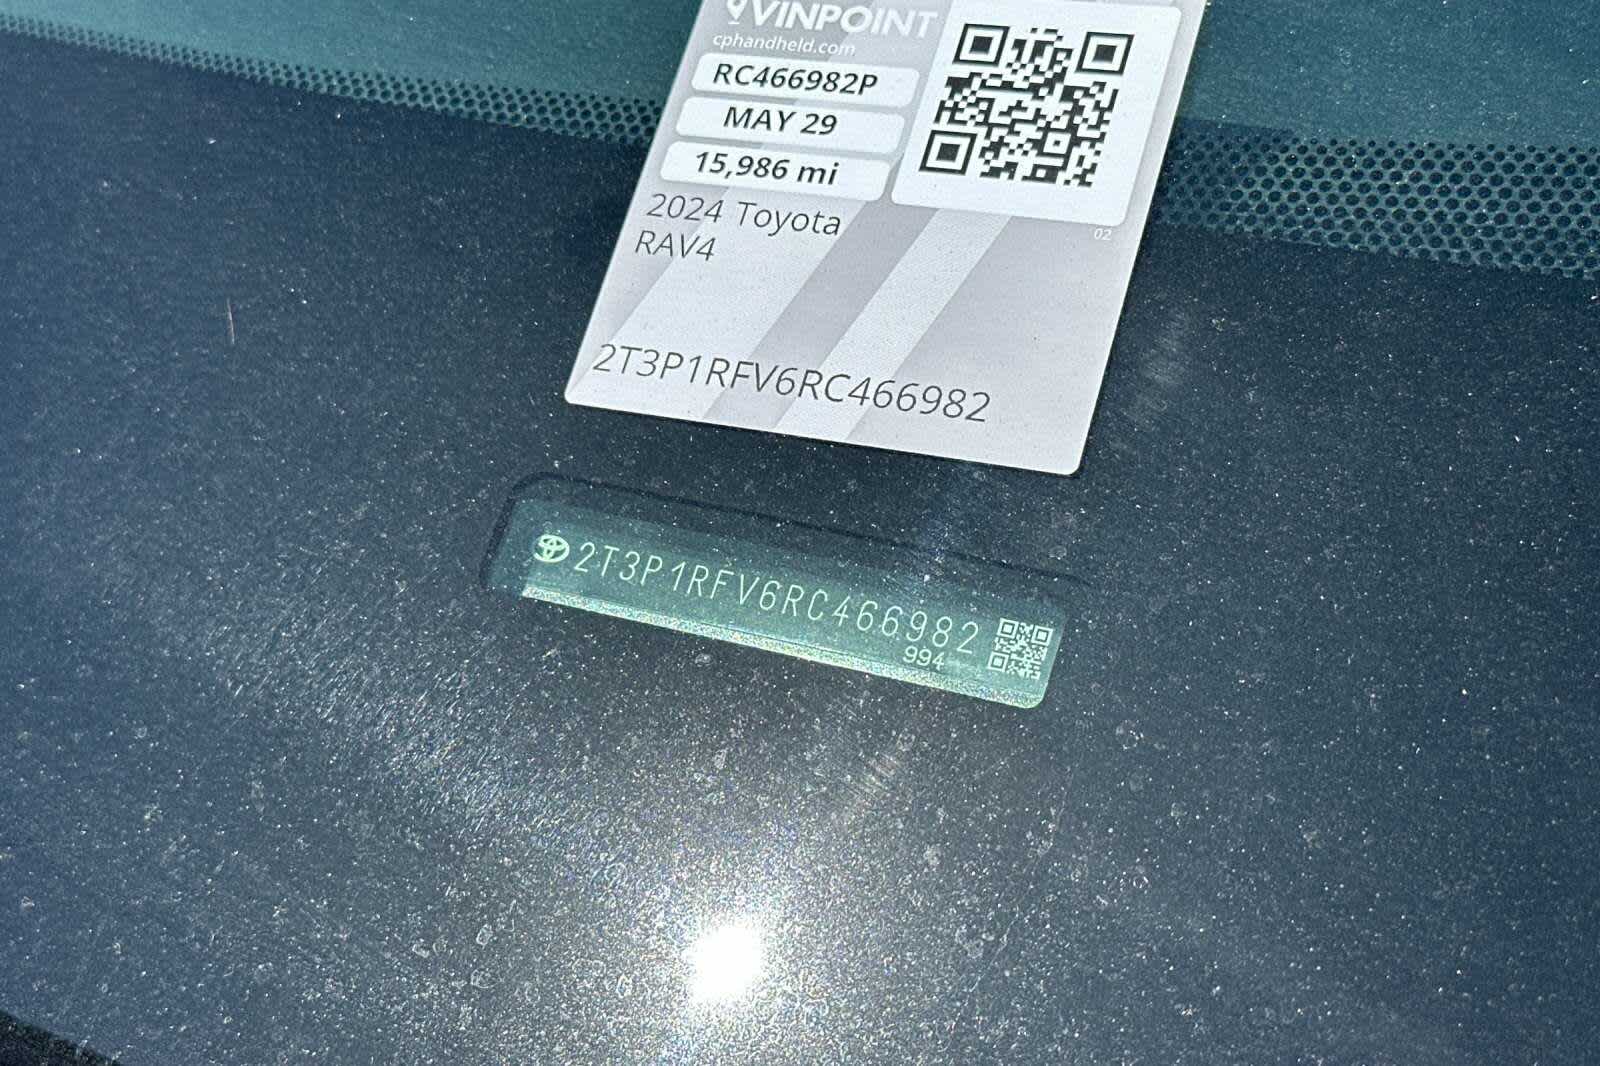 VINPOINT
cphandheld.com
RC466982P
MAY 29
15,986 mi
2024 Toyota
RAV4
02
2T3P1RFV6RC466982
2T3P1RFV6RC466982
994